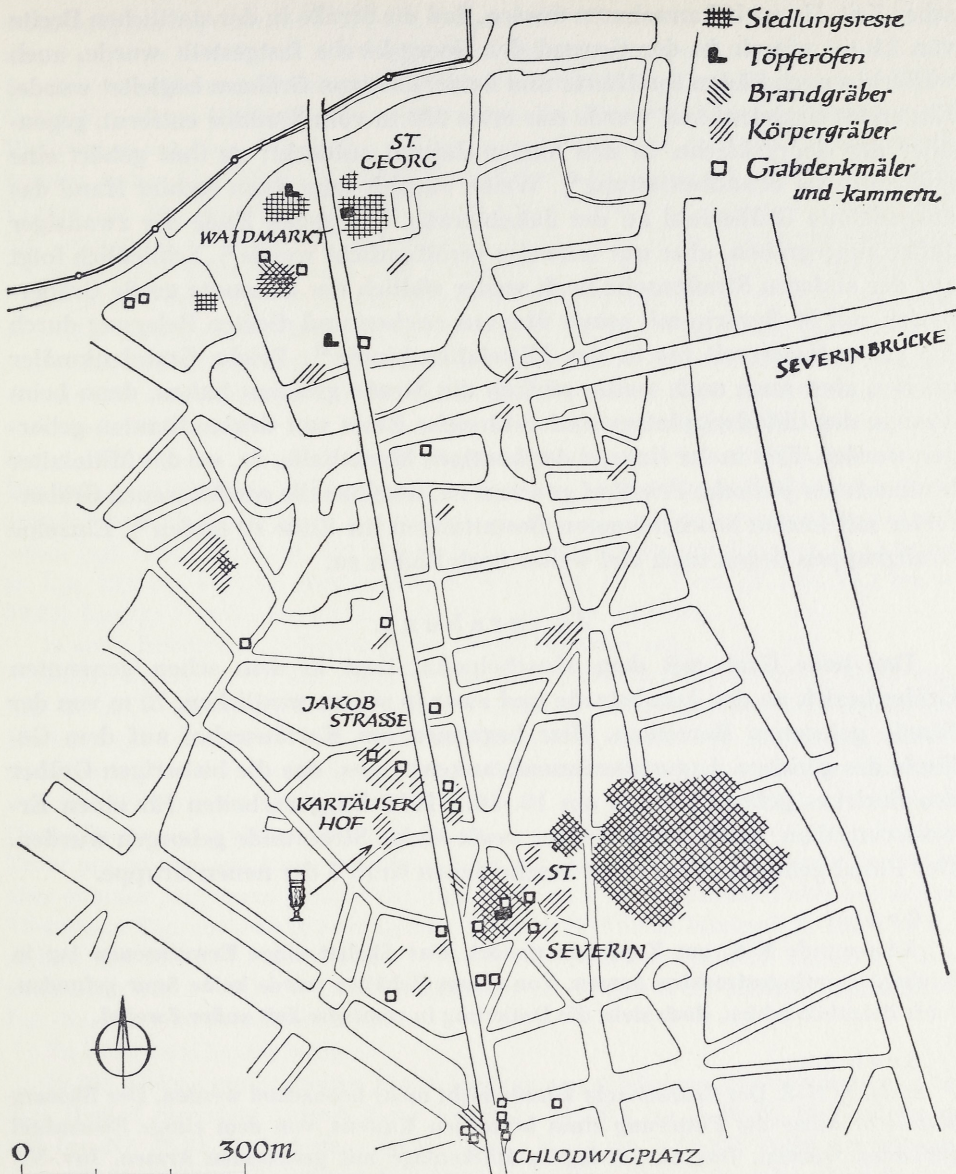 Siedlungsreste
Töpferöfen
Brandgräber
Körpergräber
Grabdenkmäler
und -kammern
ST.
GEORG
WAIDMARKT
SEVERINBRÜCKE
JAKOB
STRASSE
KARTÄUSER
HOF
ST.
SEVERIN
0
300m
CHLODWIGPLATZ